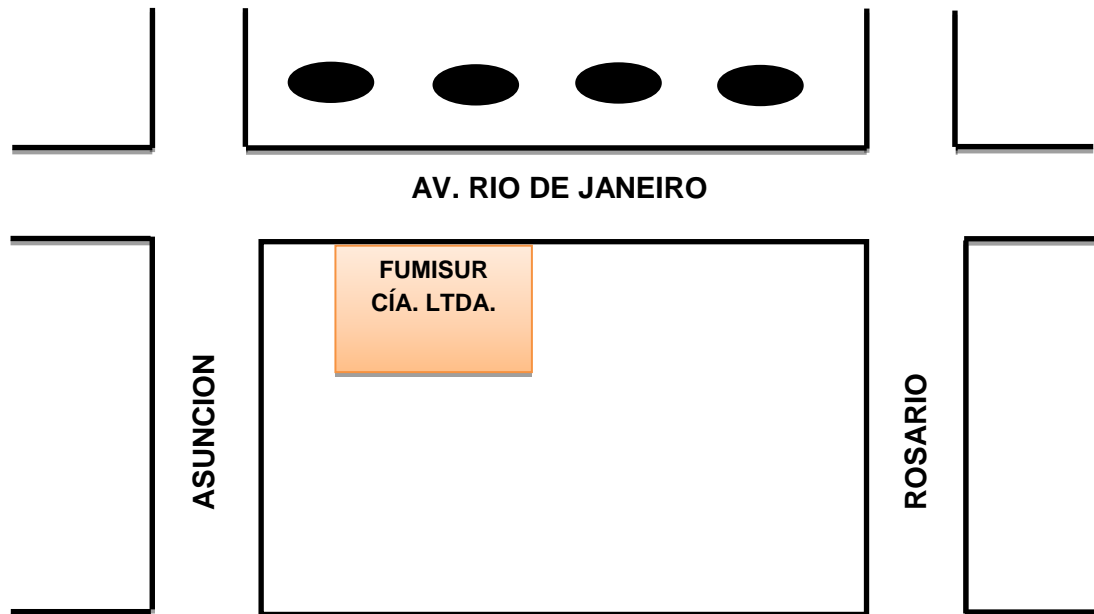 AV. RIO DE JANEIRO
FUMISUR
CÍA. LTDA.
ASUNCION
ROSARIO